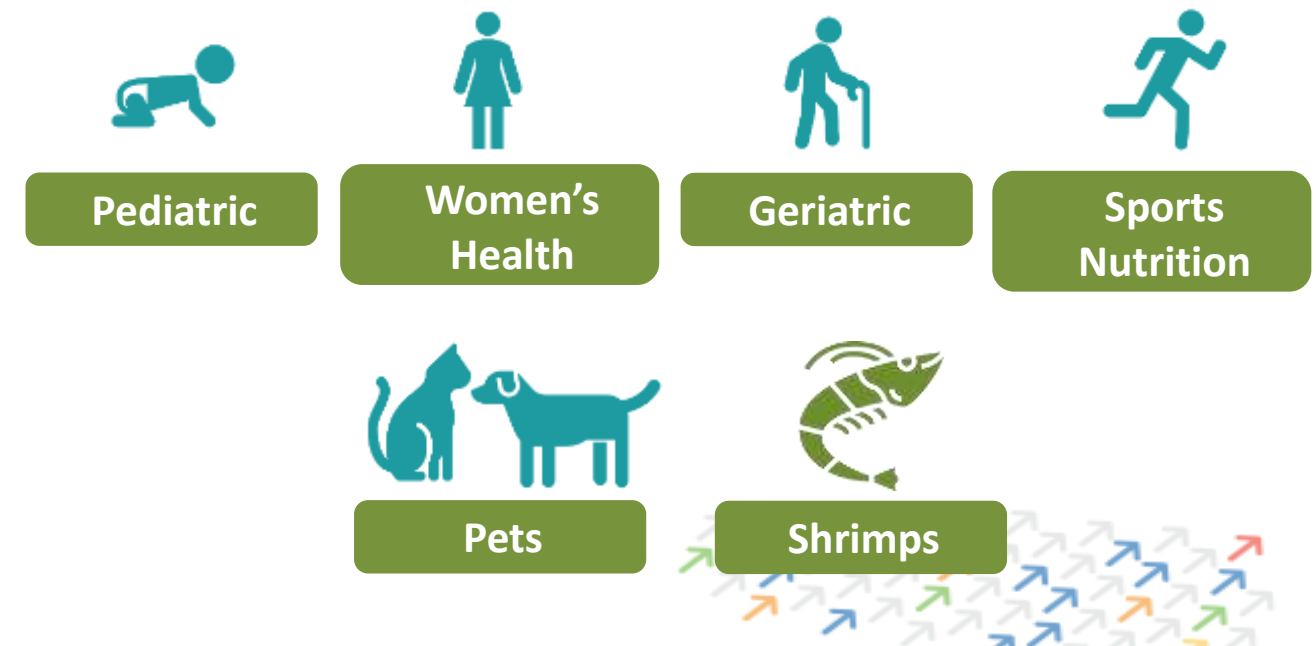 Pediatric
Women’s
Health
Geriatric
Sports
Nutrition
Pets
Shrimps